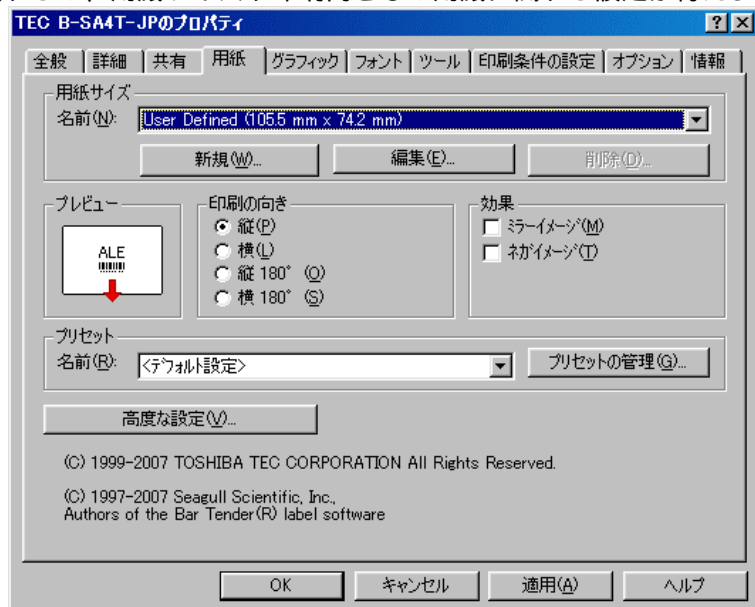 TEC B-SA4T-JPのプロパティ
全般 詳細 共有 用紙 グラフィック フォント ツール 印刷条件の設定 オプション 情報
用紙サイズ
名前(N): User Defined (105.5 mm x 74.2 mm)
新規(W)... 編集(E)... 削除(D)...
プレビュー 印刷の向き 効果
ALE
縦(P)
横(L)
縦 180° (O)
横 180° (S)
ミラーイメージ(M)
ネガイメージ(T)
プリセット
名前(R): <デフォルト設定> プリセットの管理(G)...
高度な設定(V)...
(C) 1999-2007 TOSHIBA TEC CORPORATION All Rights Reserved.
(C) 1997-2007 Seagull Scientific, Inc.,
Authors of the Bar Tender(R) label software
OK キャンセル 適用(A) ヘルプ